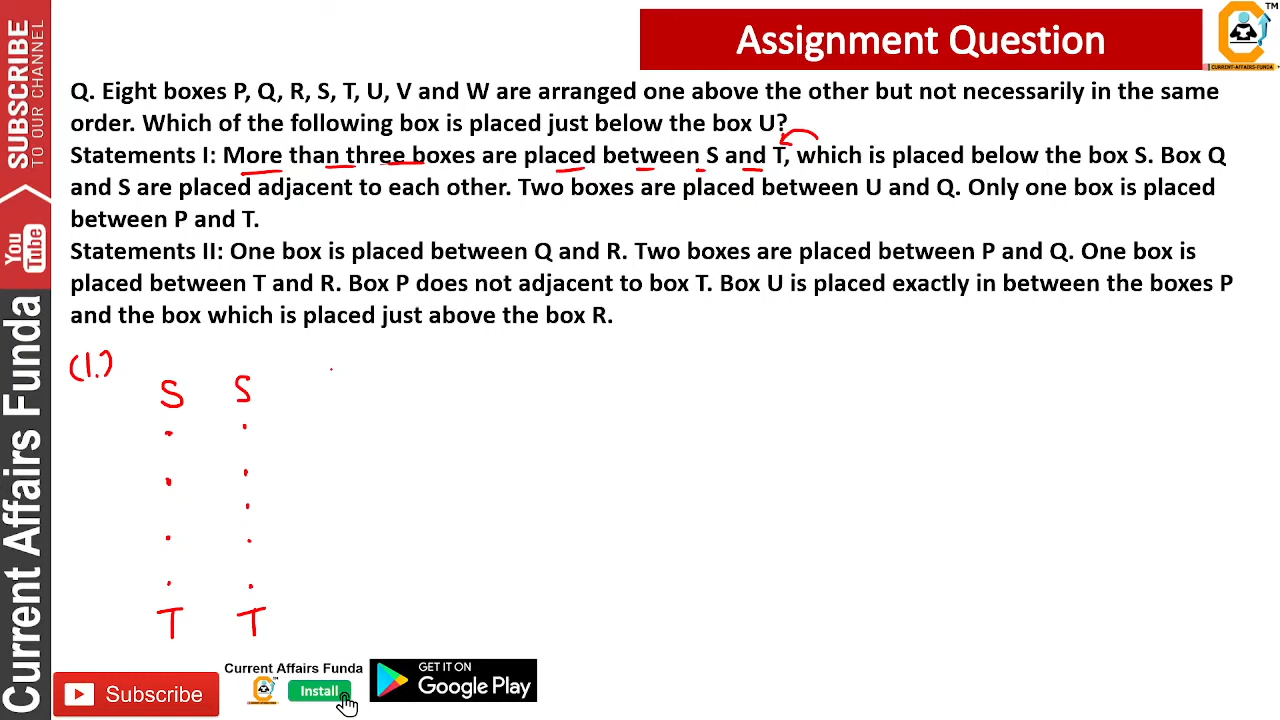 SUBSCRIBE
TO OUR CHANNEL
You
Tube
Current Affairs Funda
Assignment Question
TM
CURRENT-AFFAIRS-FUNDA
Q. Eight boxes P, Q, R, S, T, U, V and W are arranged one above the other but not necessarily in the same
order. Which of the following box is placed just below the box U?
Statements I: More than three boxes are placed between S and T, which is placed below the box S. Box Q
and S are placed adjacent to each other. Two boxes are placed between U and Q. Only one box is placed
between P and T.
Statements II: One box is placed between Q and R. Two boxes are placed between P and Q. One box is
placed between T and R. Box P does not adjacent to box T. Box U is placed exactly in between the boxes P
and the box which is placed just above the box R.
(1.)
S S
T T
Subscribe
Current Affairs Funda
Install
GET IT ON
Google Play